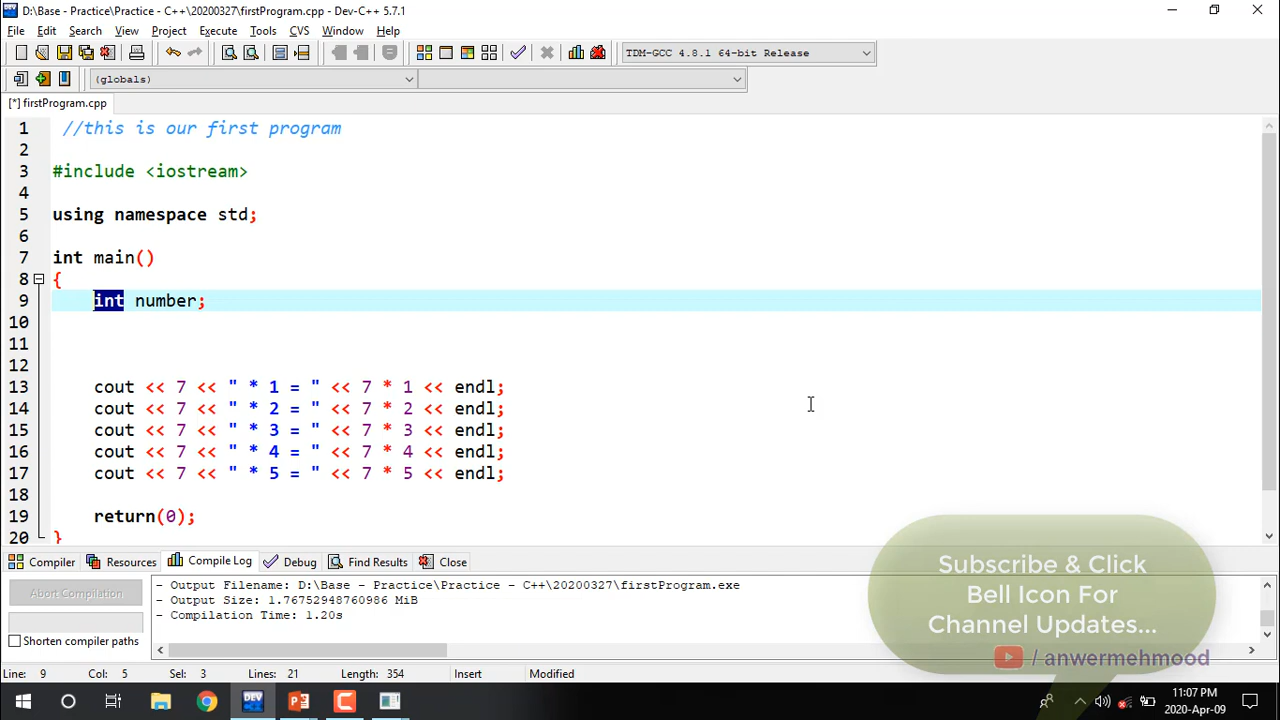 D:\Base - Practice\Practice - C++\20200327\firstProgram.cpp - Dev-C++ 5.7.1
File Edit Search View Project Execute Tools CVS Window Help
TDM-GCC 4.8.1 64-bit Release
(globals)
[*] firstProgram.cpp
1 //this is our first program
2
3 #include <iostream>
4
5 using namespace std;
6
7 int main()
8 {
9 int number;
10
11
12
13 cout << 7 << " * 1 = " << 7 * 1 << endl;
14 cout << 7 << " * 2 = " << 7 * 2 << endl;
15 cout << 7 << " * 3 = " << 7 * 3 << endl;
16 cout << 7 << " * 4 = " << 7 * 4 << endl;
17 cout << 7 << " * 5 = " << 7 * 5 << endl;
18
19 return(0);
20 }
Compiler Resources Compile Log Debug Find Results Close
Abort Compilation
Shorten compiler paths
- Output Filename: D:\Base - Practice\Practice - C++\20200327\firstProgram.exe
- Output Size: 1.76752948760986 MiB
- Compilation Time: 1.20s
Subscribe & Click
Bell Icon For
Channel Updates...
/ anwermehmood
Line: 9 Col: 5 Sel: 3 Lines: 21 Length: 354 Insert Modified
DEV
11:07 PM
2020-Apr-09